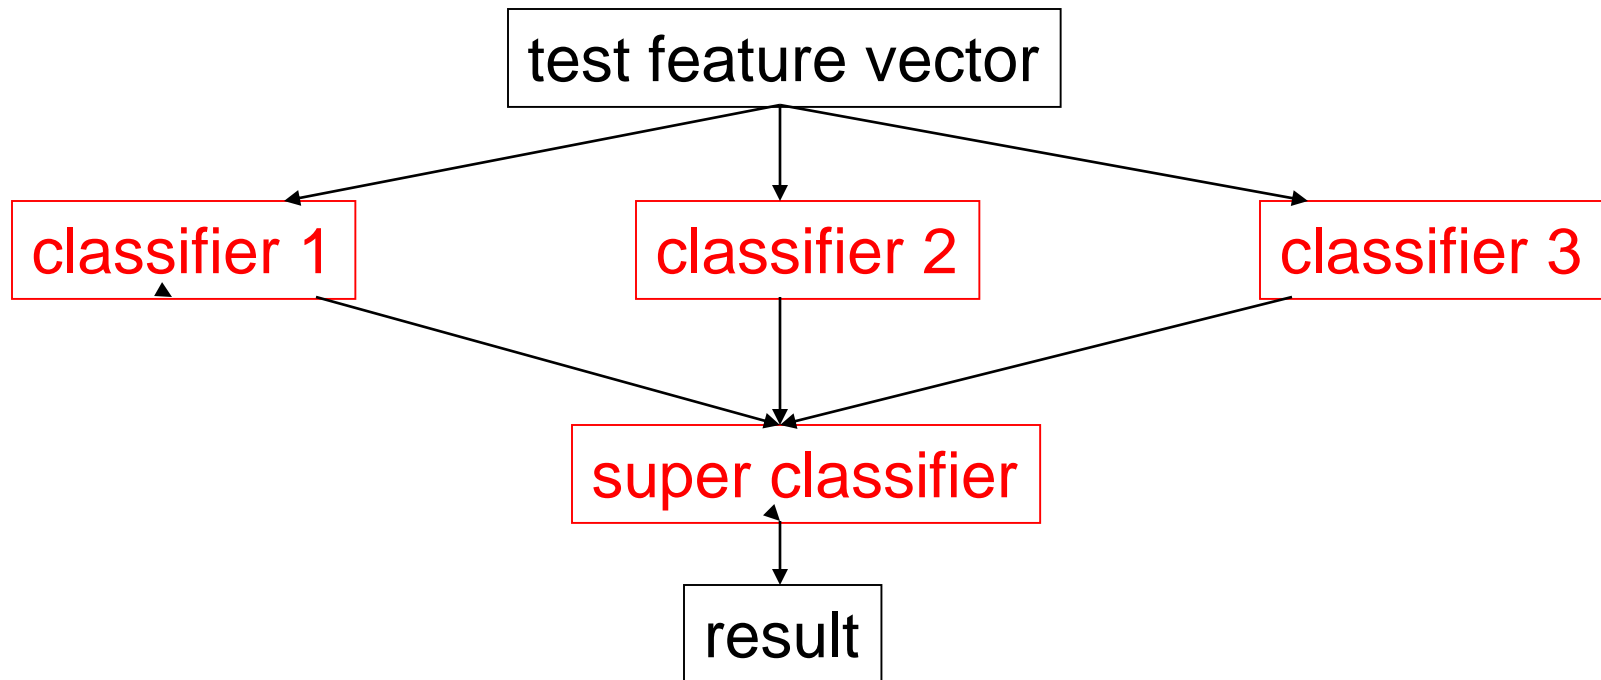 test feature vector
classifier 1
classifier 2
classifier 3
super classifier
result